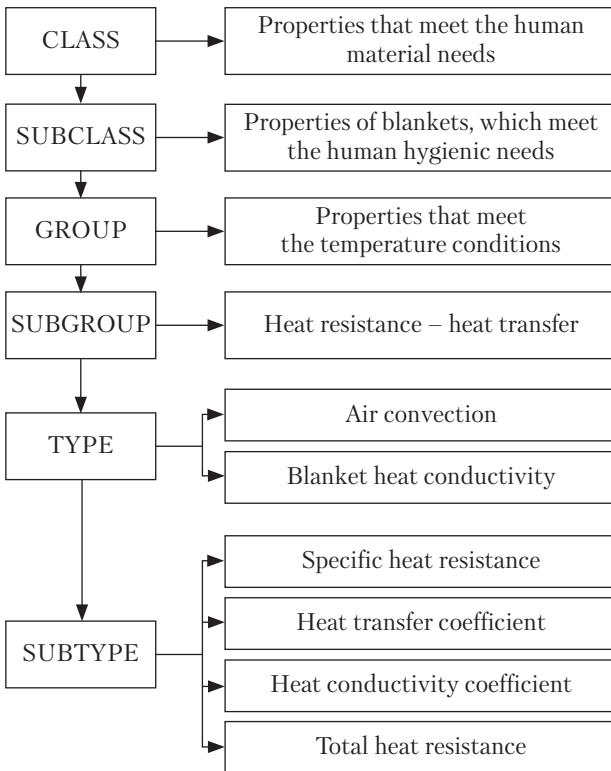 CLASS
Properties that meet the human
material needs
SUBCLASS
Properties of blankets, which meet
the human hygienic needs
GROUP
Properties that meet
the temperature conditions
SUBGROUP
Heat resistance – heat transfer
TYPE
Air convection
Blanket heat conductivity
SUBTYPE
Specific heat resistance
Heat transfer coefficient
Heat conductivity coefficient
Total heat resistance